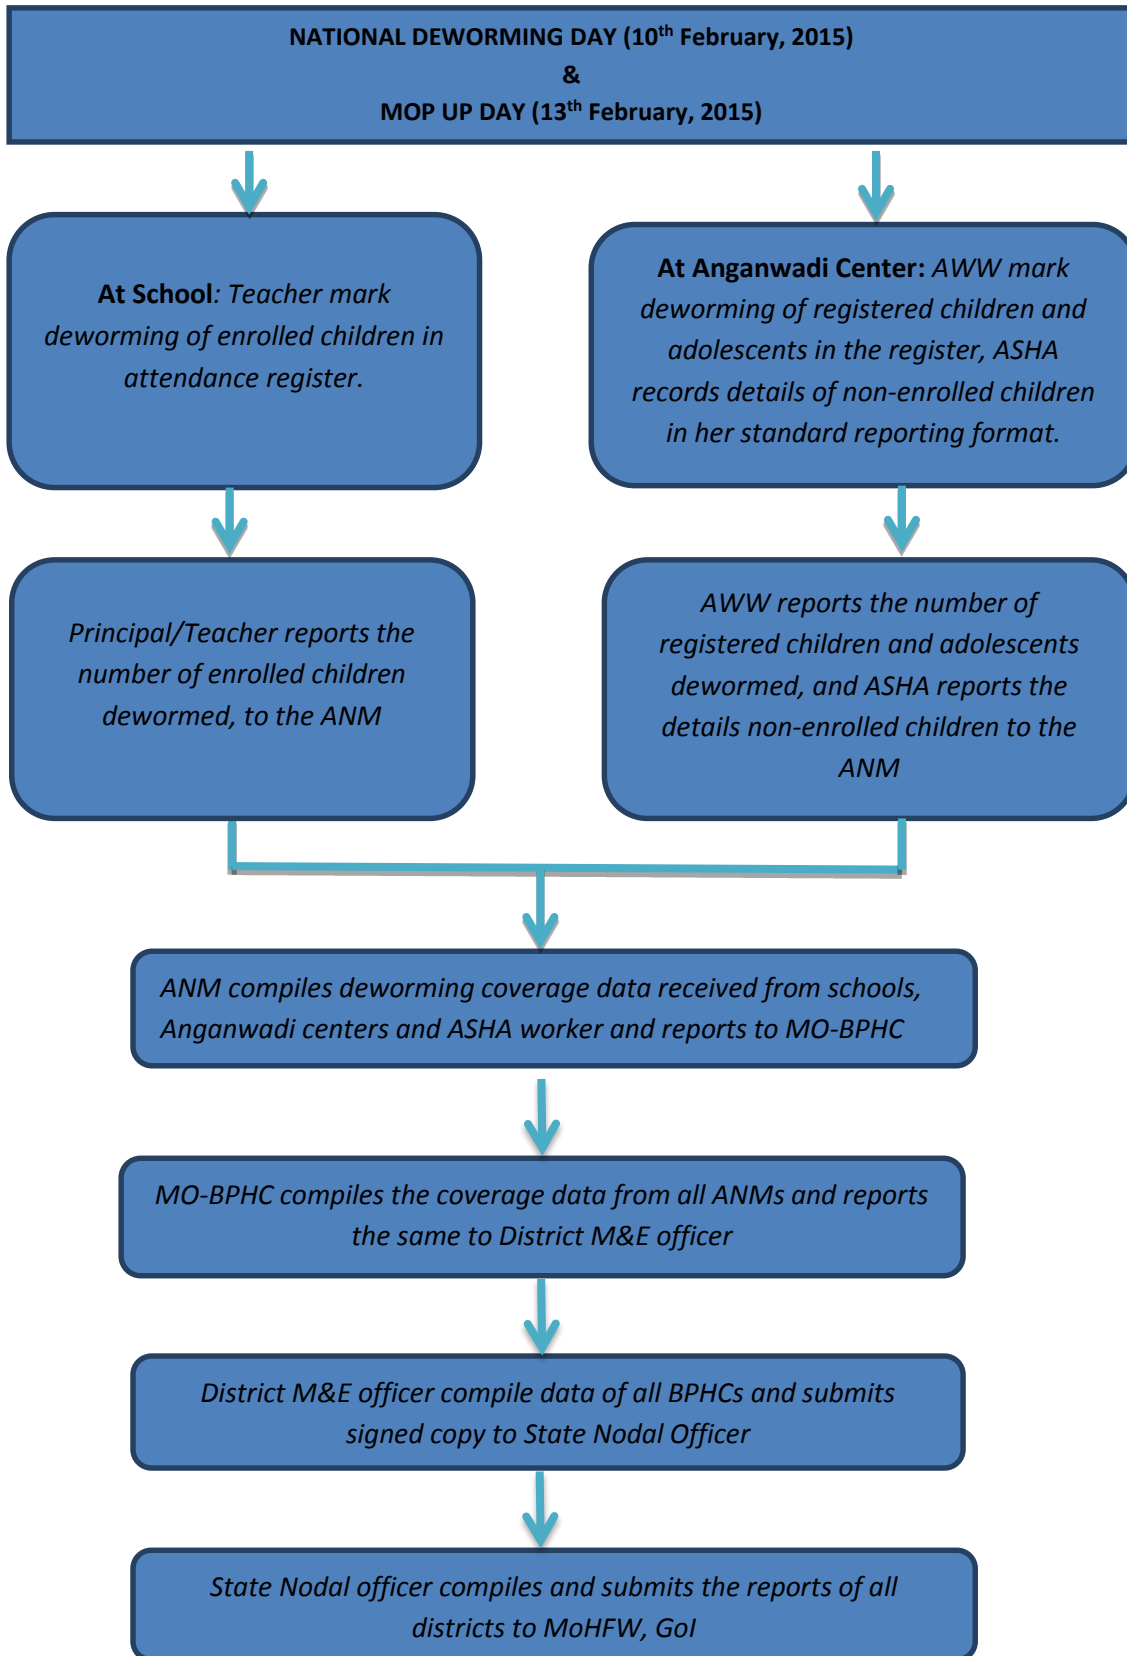 NATIONAL DEWORMING DAY (10th February, 2015)
&
MOP UP DAY (13th February, 2015)
At School: Teacher mark
deworming of enrolled children in
attendance register.
At Anganwadi Center: AWW mark
deworming of registered children and
adolescents in the register, ASHA
records details of non-enrolled children
in her standard reporting format.
Principal/Teacher reports the
number of enrolled children
dewormed, to the ANM
AWW reports the number of
registered children and adolescents
dewormed, and ASHA reports the
details non-enrolled children to the
ANM
ANM compiles deworming coverage data received from schools,
Anganwadi centers and ASHA worker and reports to MO-BPHC
MO-BPHC compiles the coverage data from all ANMs and reports
the same to District M&E officer
District M&E officer compile data of all BPHCs and submits
signed copy to State Nodal Officer
State Nodal officer compiles and submits the reports of all
districts to MoHFW, GoI